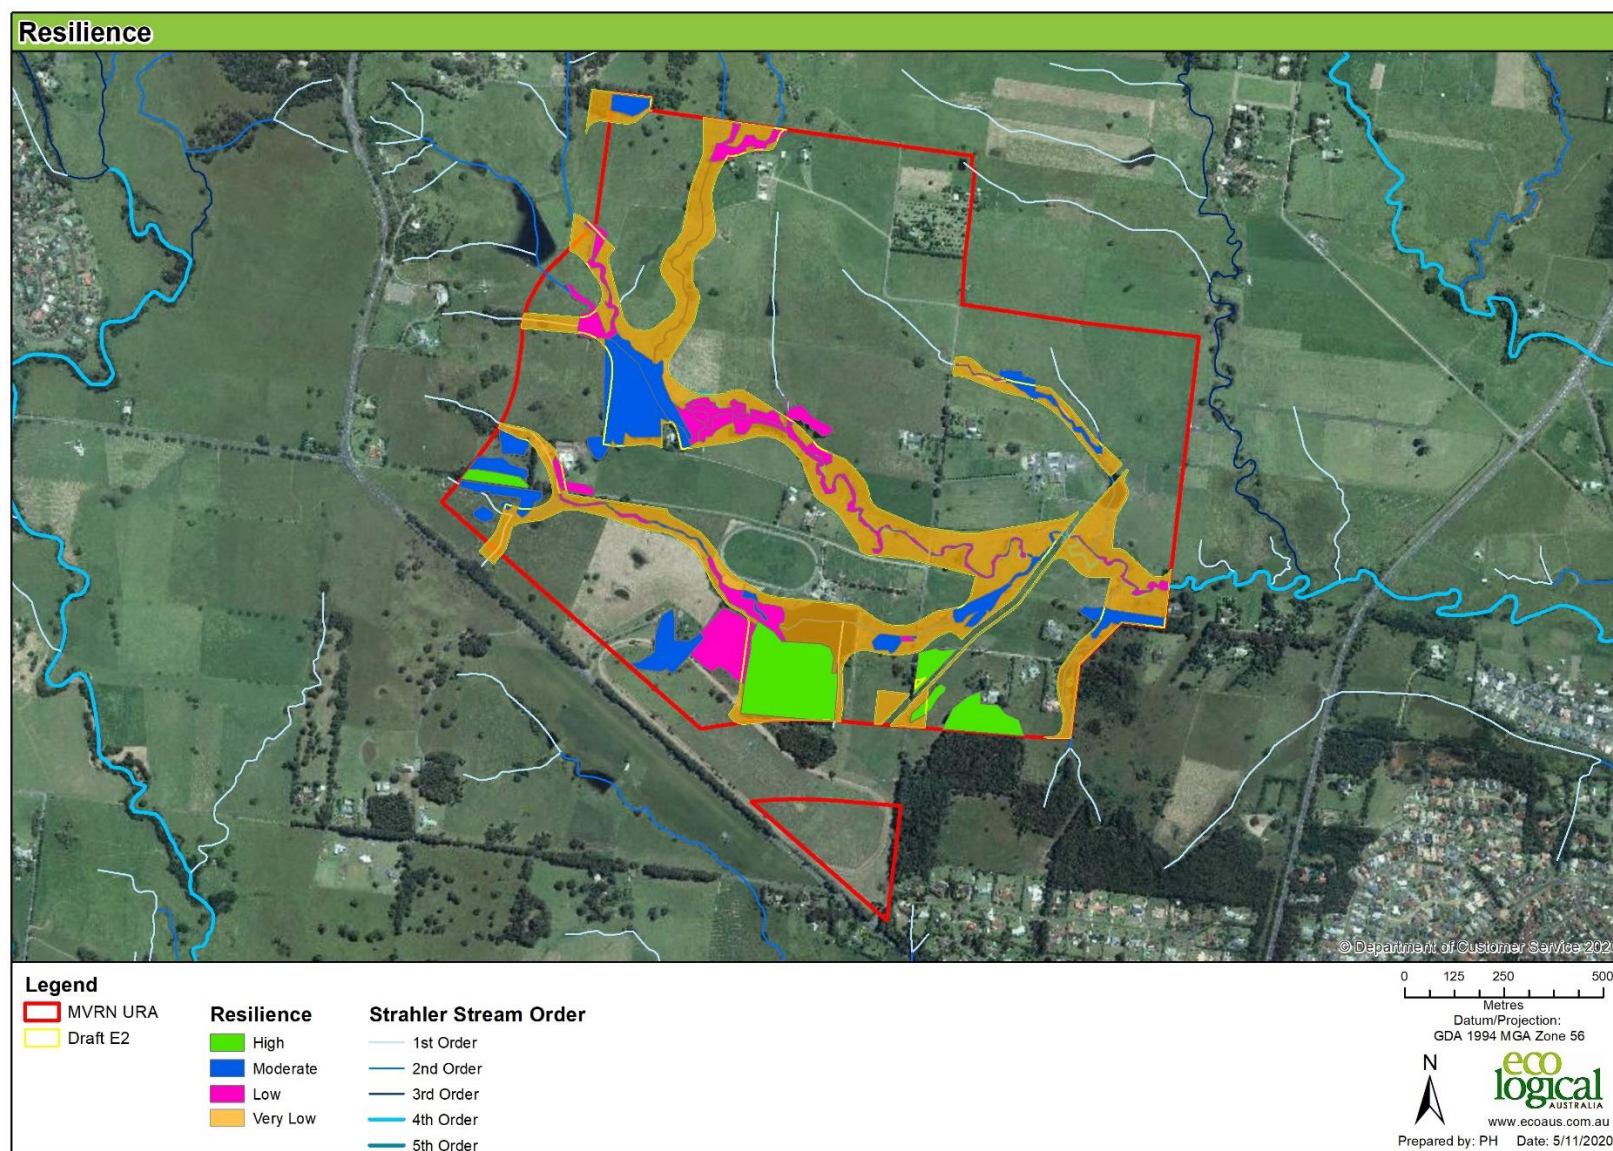 Resilience
© Department of Customer Service 202
Legend
MVRN URA
Draft E2
Resilience
High
Moderate
Low
Very Low
Strahler Stream Order
1st Order
2nd Order
3rd Order
4th Order
5th Order
0 125 250 500
Metres
Datum/Projection:
GDA 1994 MGA Zone 56
N
eco
logical
AUSTRALIA
www.ecoaus.com.au
Prepared by: PH Date: 5/11/2020